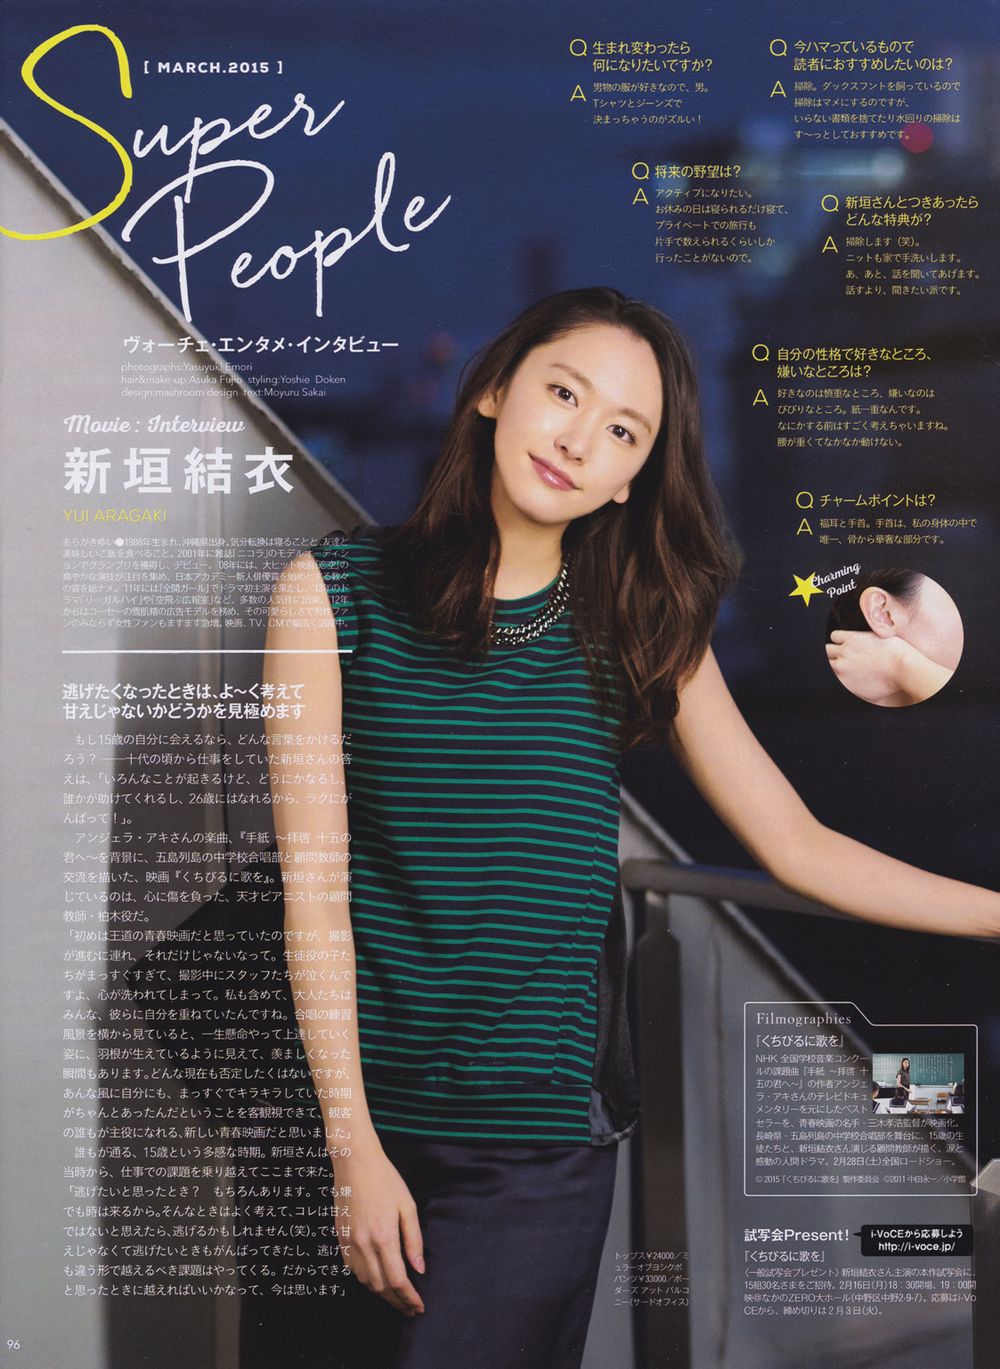 [ MARCH.2015 ]
Super
People
ヴォーチェ・エンタメ・インタビュー
photographs:Yasuyuki Emori
hair&make-up:Asuka Fujio styling:Yoshie Doken
design:mashroom design text:Moyuru Sakai
Movie : Interview
新垣結衣
YUI ARAGAKI
あらがきゆい●1988年生まれ、沖縄県出身。気分転換は寝ることと、友達と
美味しいご飯を食べること。2001年に雑誌「ニコラ」のモデルオーディシ
ョンでグランプリを獲得し、デビュー。'08年には、大ヒット映画『恋空』の
爽やかな演技が注目を集め、日本アカデミー新人俳優賞を始めとする数々
の賞を総ナメ。'11年には『全開ガール』でドラマ初主演を果たし、'13年のド
ラマ「リーガルハイ」や「空飛ぶ広報室」など、多数の人気作に出演。'12年
からはコーセーの雪肌精の広告モデルを務め、その可愛らしさで男性ファ
ンのみならず女性ファンもますます急増。映画、TV、CMで幅広く活躍中。
逃げたくなったときは、よ〜く考えて
甘えじゃないかどうかを見極めます
もし15歳の自分に会えるなら、どんな言葉をかけるだ
ろう？ ――十代の頃から仕事をしていた新垣さんの答
えは、「いろんなことが起きるけど、どうにかなるし、
誰かが助けてくれるし、26歳にはなれるから、ラクにが
んばって！」。
アンジェラ・アキさんの楽曲、『手紙 〜拝啓 十五の
君へ〜を背景に、五島列島の中学校合唱部と顧問教師の
交流を描いた、映画『くちびるに歌を』。新垣さんが演
じているのは、心に傷を負った、天才ピアニストの顧問
教師・柏木役だ。
「初めは王道の青春映画だと思っていたのですが、撮影
が進むに連れ、それだけじゃないなって。生徒役の子た
ちがまっすぐすぎて、撮影中にスタッフたちが泣くんで
すよ、心が洗われてしまって。私も含めて、大人たちは
みんな、彼らに自分を重ねていたんですね。合唱の練習
風景を横から見ていると、一生懸命やって上達していく
姿に、羽根が生えているように見えて、羨ましくなった
瞬間もあります。どんな現在も否定したくはないですが、
あんな風に自分にも、まっすぐでキラキラしていた時期
がちゃんとあったんだということを客観視できて、観客
の誰もが主役になれる、新しい青春映画だと思いました」
誰もが通る、15歳という多感な時期。新垣さんはその
当時から、仕事での課題を乗り越えてここまで来た。
「逃げたいと思ったとき？ もちろんあります。でも嫌
でも時は来るから。そんなときはよく考えて、コレは甘え
ではないと思えたら、逃げるかもしれません（笑）。でも甘
えじゃなくて逃げたいときもがんばってきたし、逃げて
も違う形で越えるべき課題はやってくる。だからできる
と思ったときに越えればいいかなって、今は思います」
96
Q 生まれ変わったら
何になりたいですか？
A 男物の服が好きなので、男。
Tシャツとジーンズで
決まっちゃうのがズルい！
Q 今ハマっているもので
読者におすすめしたいのは？
A 掃除。ダックスフントを飼っているので
掃除はマメにするのですが、
いらない書類を捨てたり水回りの掃除は
す〜っとしておすすめです。
Q 将来の野望は？
A アクティブになりたい。
お休みの日は寝られるだけ寝て、
プライベートでの旅行も
片手で数えられるくらいしか
行ったことがないので。
Q 新垣さんとつきあったら
どんな特典が？
A 掃除します（笑）。
ニットも家で手洗いします。
あ、あと、話を聞いてあげます。
話すより、聞きたい派です。
Q 自分の性格で好きなところ、
嫌いなところは？
A 好きなのは慎重なところ、嫌いなのは
びびりなところ。紙一重なんです。
なにかする前はすごく考えちゃいますね。
腰が重くてなかなか動けない。
Q チャームポイントは？
A 福耳と手首。手首は、私の身体の中で
唯一、骨から華奢な部分です。
Charming
Point
Filmographies
『くちびるに歌を』
NHK 全国学校音楽コンクー
ルの課題曲「手紙 〜拝啓 十
五の君へ〜」の作者アンジェ
ラ・アキさんのテレビドキュ
メンタリーを元にしたベスト
セラーを、青春映画の名手・三木孝浩監督が映画化。
長崎県・五島列島の中学校合唱部を舞台に、15歳の生
徒たちと、新垣結衣さん演じる顧問教師が描く、涙と
感動の人間ドラマ。2月28日(土)全国ロードショー。
© 2015『くちびるに歌を』製作委員会 ©2011 中田永一／小学館
試写会Present！
i-VoCEから応募しよう
http://i-voce.jp/
『くちびるに歌を』
〈一般試写会プレゼント〉新垣結衣さん主演の本作試写会に、
15組30名さまをご招待。2月16日(月)18：30開場、19：00開
映@なかのZERO大ホール(中野区中野2-9-7)。応募はi-Vo
CEから、締め切りは2月3日(火)。
トップス¥24000／ミ
ュラーオブヨシオクボ
パンツ¥33000／ボー
ダーズ アット バルコ
ニー(サードオフィス)